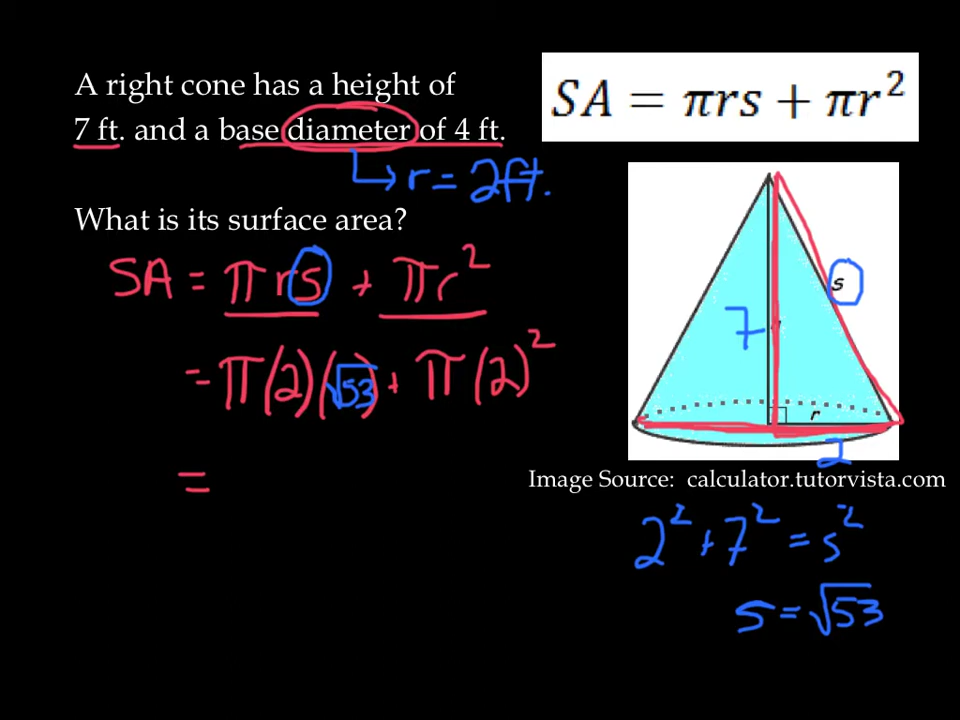 A right cone has a height of
7 ft. and a base diameter of 4 ft.
r = 2ft.
What is its surface area?
SA = πrs + πr²
= π(2)(√53) + π(2)²
=
SA = πrs + πr²
s
7
r
2
Image Source: calculator.tutorvista.com
2² + 7² = s²
s = √53